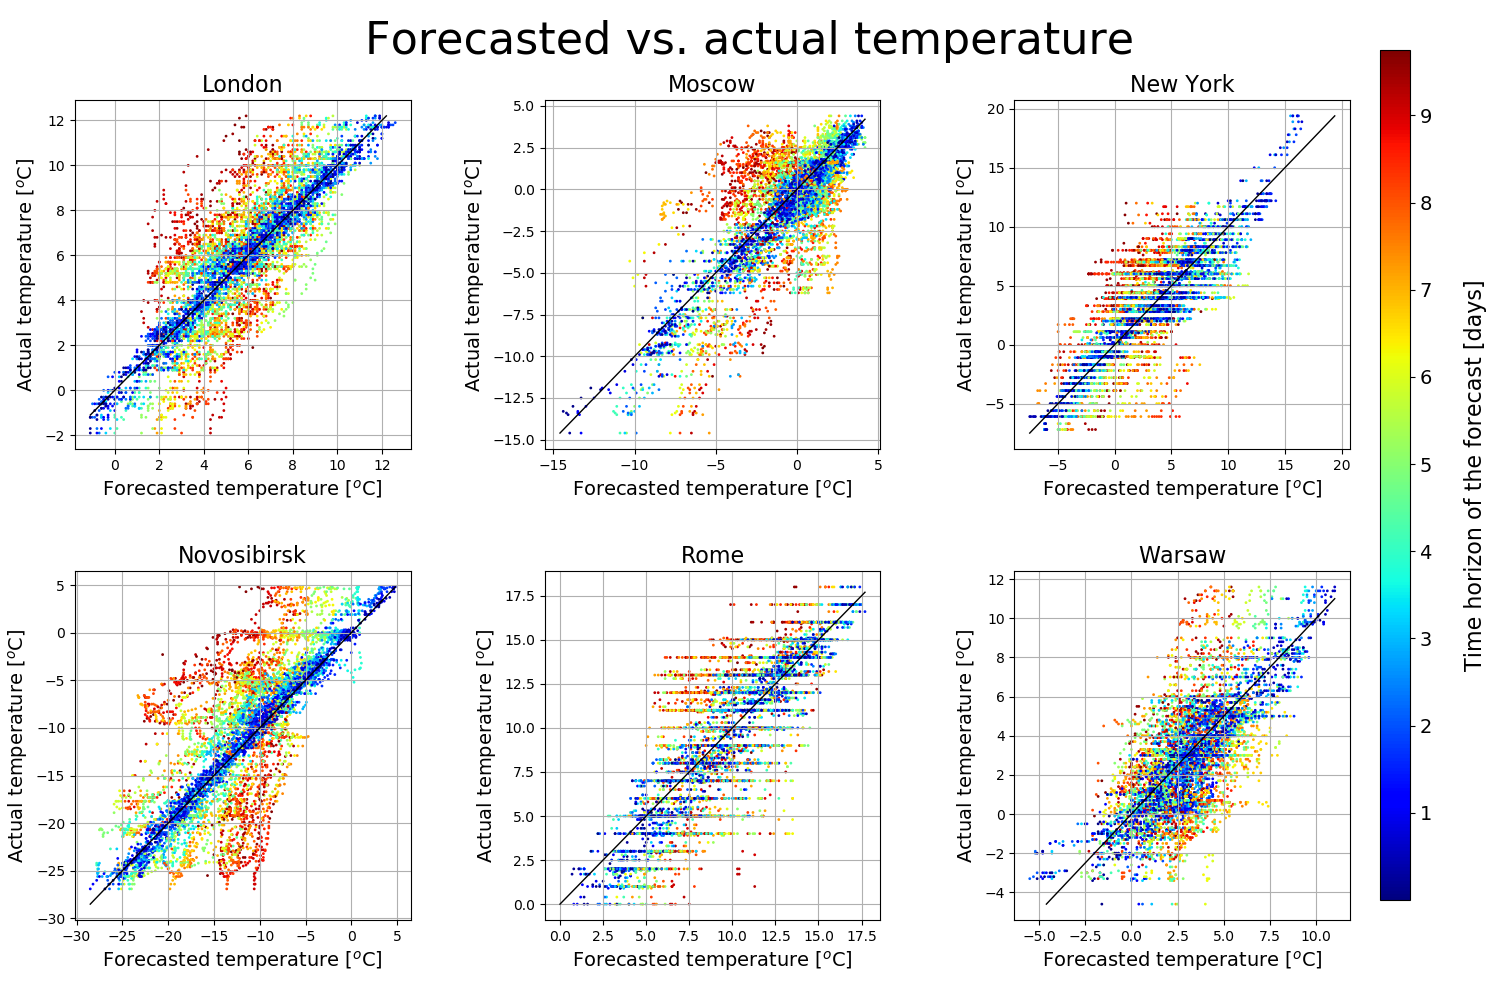 Forecasted vs. actual temperature
London
Moscow
New York
12
10
8
6
4
2
0
−2
Actual temperature [°C]
0 2 4 6 8 10 12
Forecasted temperature [°C]
5.0
2.5
0.0
−2.5
−5.0
−7.5
−10.0
−12.5
−15.0
Actual temperature [°C]
−15 −10 −5 0 5
Forecasted temperature [°C]
20
15
10
5
0
−5
Actual temperature [°C]
−5 0 5 10 15 20
Forecasted temperature [°C]
Novosibirsk
Rome
Warsaw
5
0
−5
−10
−15
−20
−25
−30
Actual temperature [°C]
−30 −25 −20 −15 −10 −5 0 5
Forecasted temperature [°C]
17.5
15.0
12.5
10.0
7.5
5.0
2.5
0.0
Actual temperature [°C]
0.0 2.5 5.0 7.5 10.0 12.5 15.0 17.5
Forecasted temperature [°C]
12
10
8
6
4
2
0
−2
−4
Actual temperature [°C]
−5.0 −2.5 0.0 2.5 5.0 7.5 10.0
Forecasted temperature [°C]
9
8
7
6
5
4
3
2
1
Time horizon of the forecast [days]